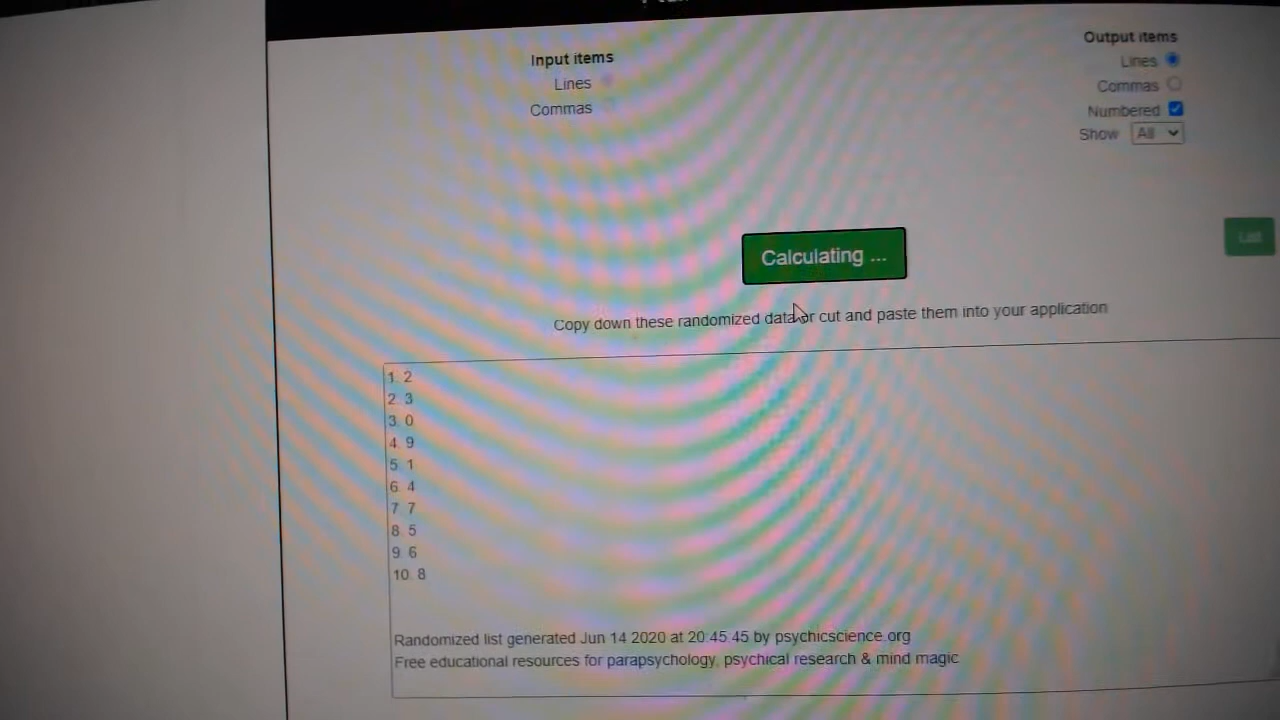 Input items
Lines
Commas
Output items
Lines
Commas
Numbered
Show All
Calculating ...
List
Copy down these randomized data or cut and paste them into your application
1. 2
2. 3
3. 0
4. 9
5. 1
6. 4
7. 7
8. 5
9. 6
10. 8
Randomized list generated Jun 14 2020 at 20:45:45 by psychicscience.org
Free educational resources for parapsychology, psychical research & mind magic